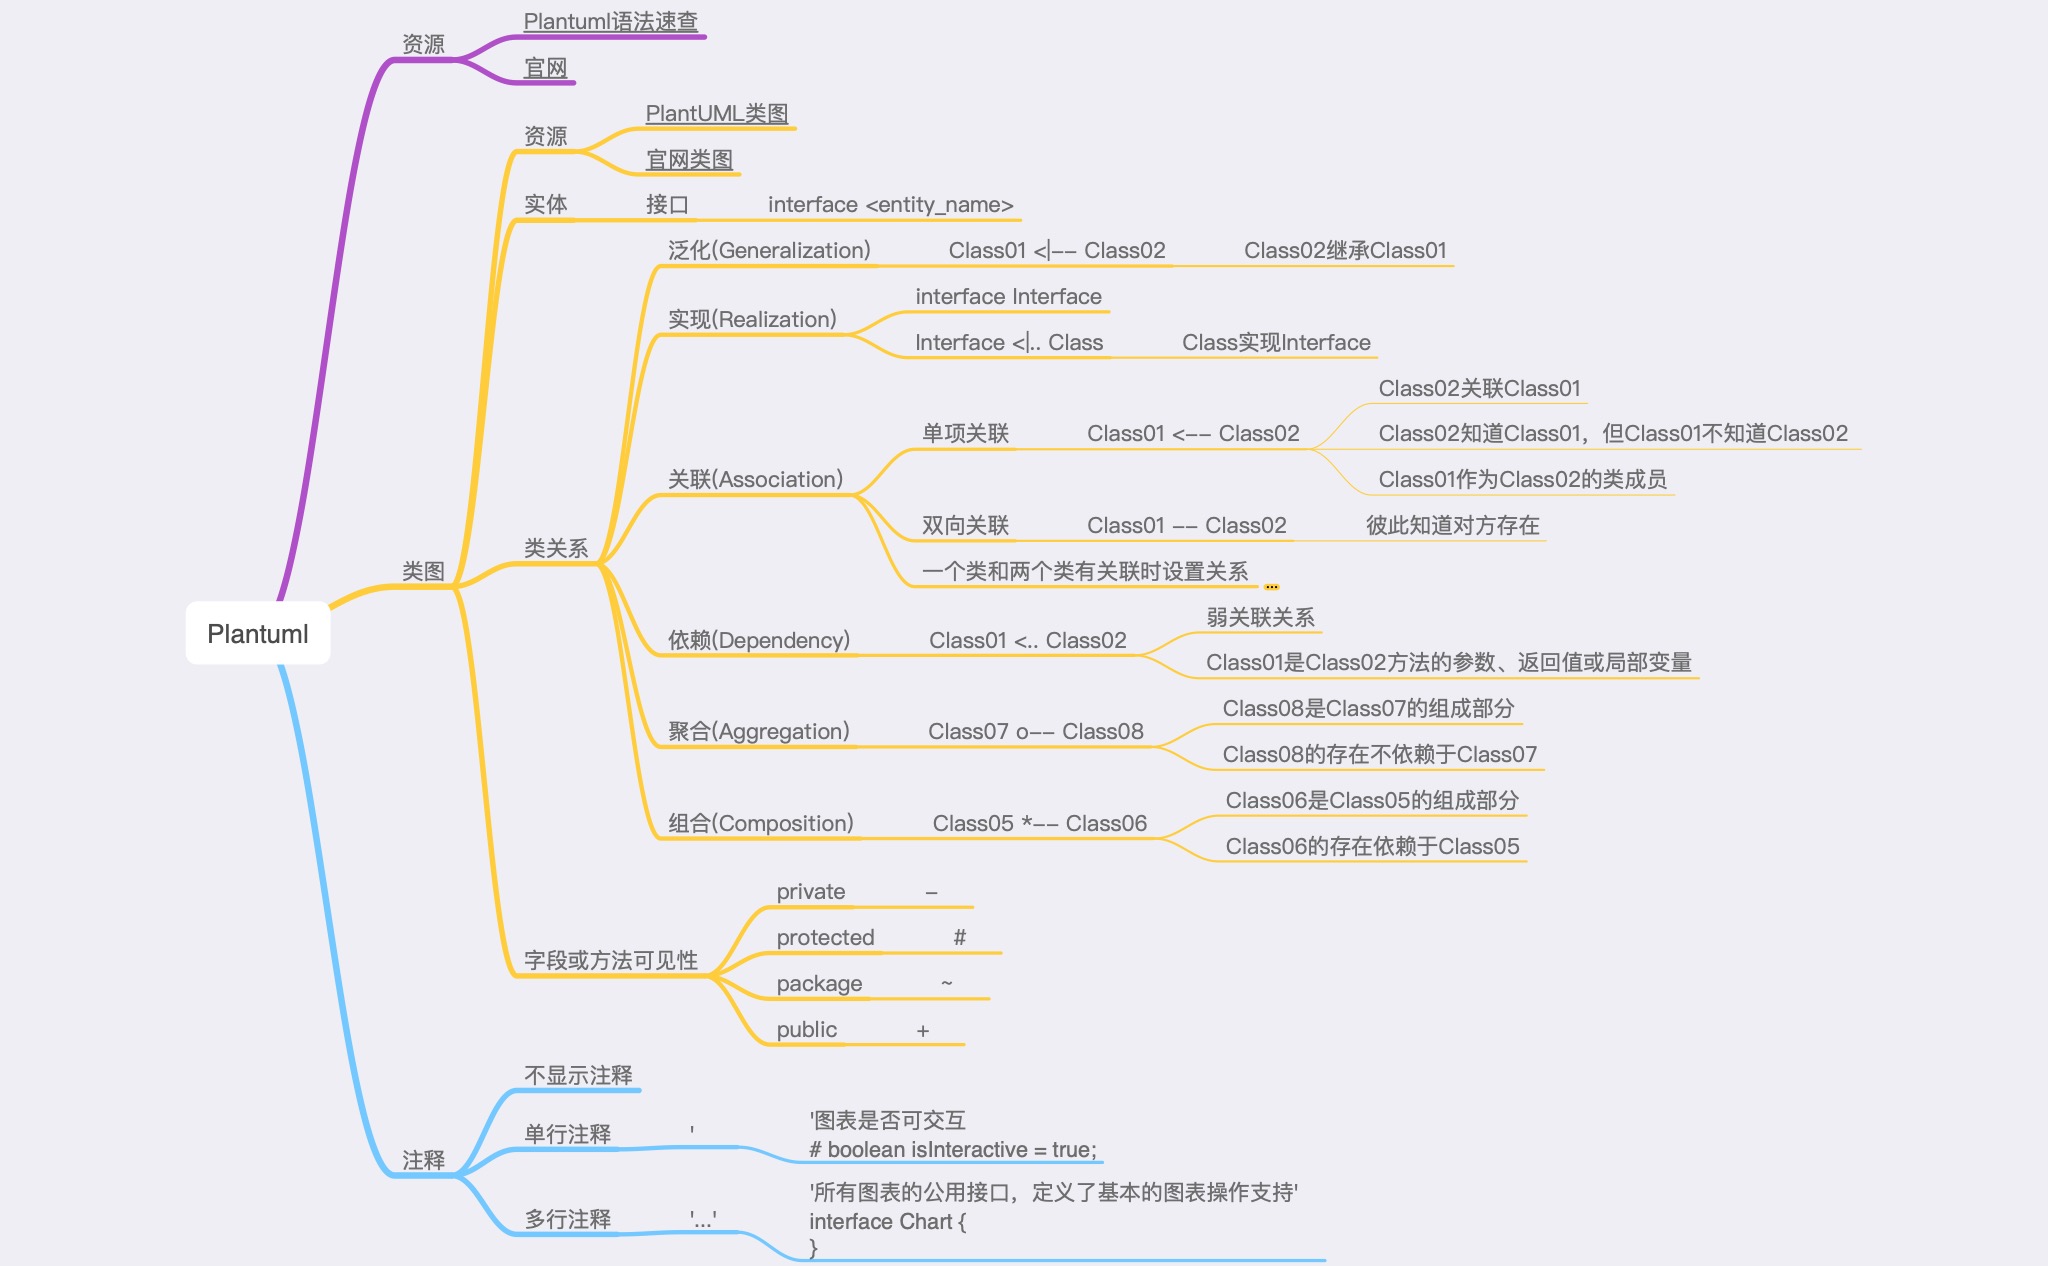 Plantuml
资源
Plantuml语法速查
官网
类图
资源
PlantUML类图
官网类图
实体
接口
interface <entity_name>
类关系
泛化(Generalization)
Class01 <|-- Class02
Class02继承Class01
实现(Realization)
interface Interface
Interface <|.. Class
Class实现Interface
关联(Association)
单项关联
Class01 <-- Class02
Class02关联Class01
Class02知道Class01，但Class01不知道Class02
Class01作为Class02的类成员
双向关联
Class01 -- Class02
彼此知道对方存在
一个类和两个类有关联时设置关系
依赖(Dependency)
Class01 <.. Class02
弱关联关系
Class01是Class02方法的参数、返回值或局部变量
聚合(Aggregation)
Class07 o-- Class08
Class08是Class07的组成部分
Class08的存在不依赖于Class07
组合(Composition)
Class05 *-- Class06
Class06是Class05的组成部分
Class06的存在依赖于Class05
字段或方法可见性
private
-
protected
#
package
~
public
+
注释
不显示注释
单行注释
'
'图表是否可交互
# boolean isInteractive = true;
多行注释
'...'
'所有图表的公用接口，定义了基本的图表操作支持'
interface Chart {
}